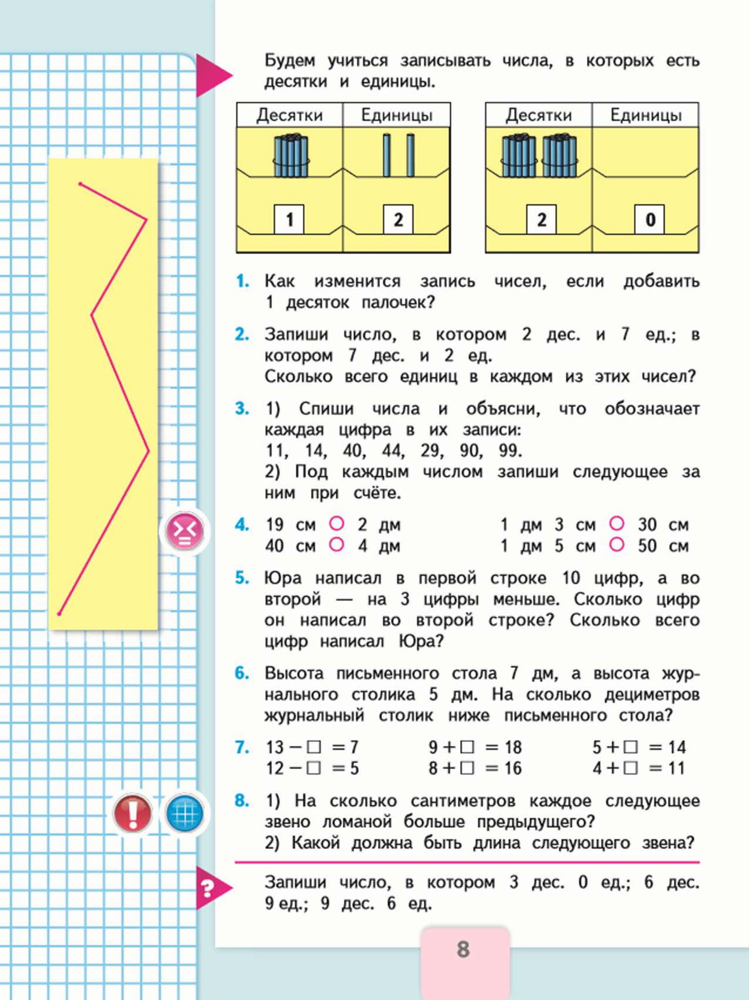 Будем учиться записывать числа, в которых есть
десятки и единицы.
Десятки Единицы Десятки Единицы
1 2 2 0
1. Как изменится запись чисел, если добавить
1 десяток палочек?
2. Запиши число, в котором 2 дес. и 7 ед.; в
котором 7 дес. и 2 ед.
Сколько всего единиц в каждом из этих чисел?
3. 1) Спиши числа и объясни, что обозначает
каждая цифра в их записи:
11, 14, 40, 44, 29, 90, 99.
2) Под каждым числом запиши следующее за
ним при счёте.
4. 19 см ○ 2 дм 1 дм 3 см ○ 30 см
40 см ○ 4 дм 1 дм 5 см ○ 50 см
5. Юра написал в первой строке 10 цифр, а во
второй — на 3 цифры меньше. Сколько цифр
он написал во второй строке? Сколько всего
цифр написал Юра?
6. Высота письменного стола 7 дм, а высота жур-
нального столика 5 дм. На сколько дециметров
журнальный столик ниже письменного стола?
7. 13 − □ = 7 9 + □ = 18 5 + □ = 14
12 − □ = 5 8 + □ = 16 4 + □ = 11
8. 1) На сколько сантиметров каждое следующее
звено ломаной больше предыдущего?
2) Какой должна быть длина следующего звена?
? Запиши число, в котором 3 дес. 0 ед.; 6 дес.
9 ед.; 9 дес. 6 ед.
8